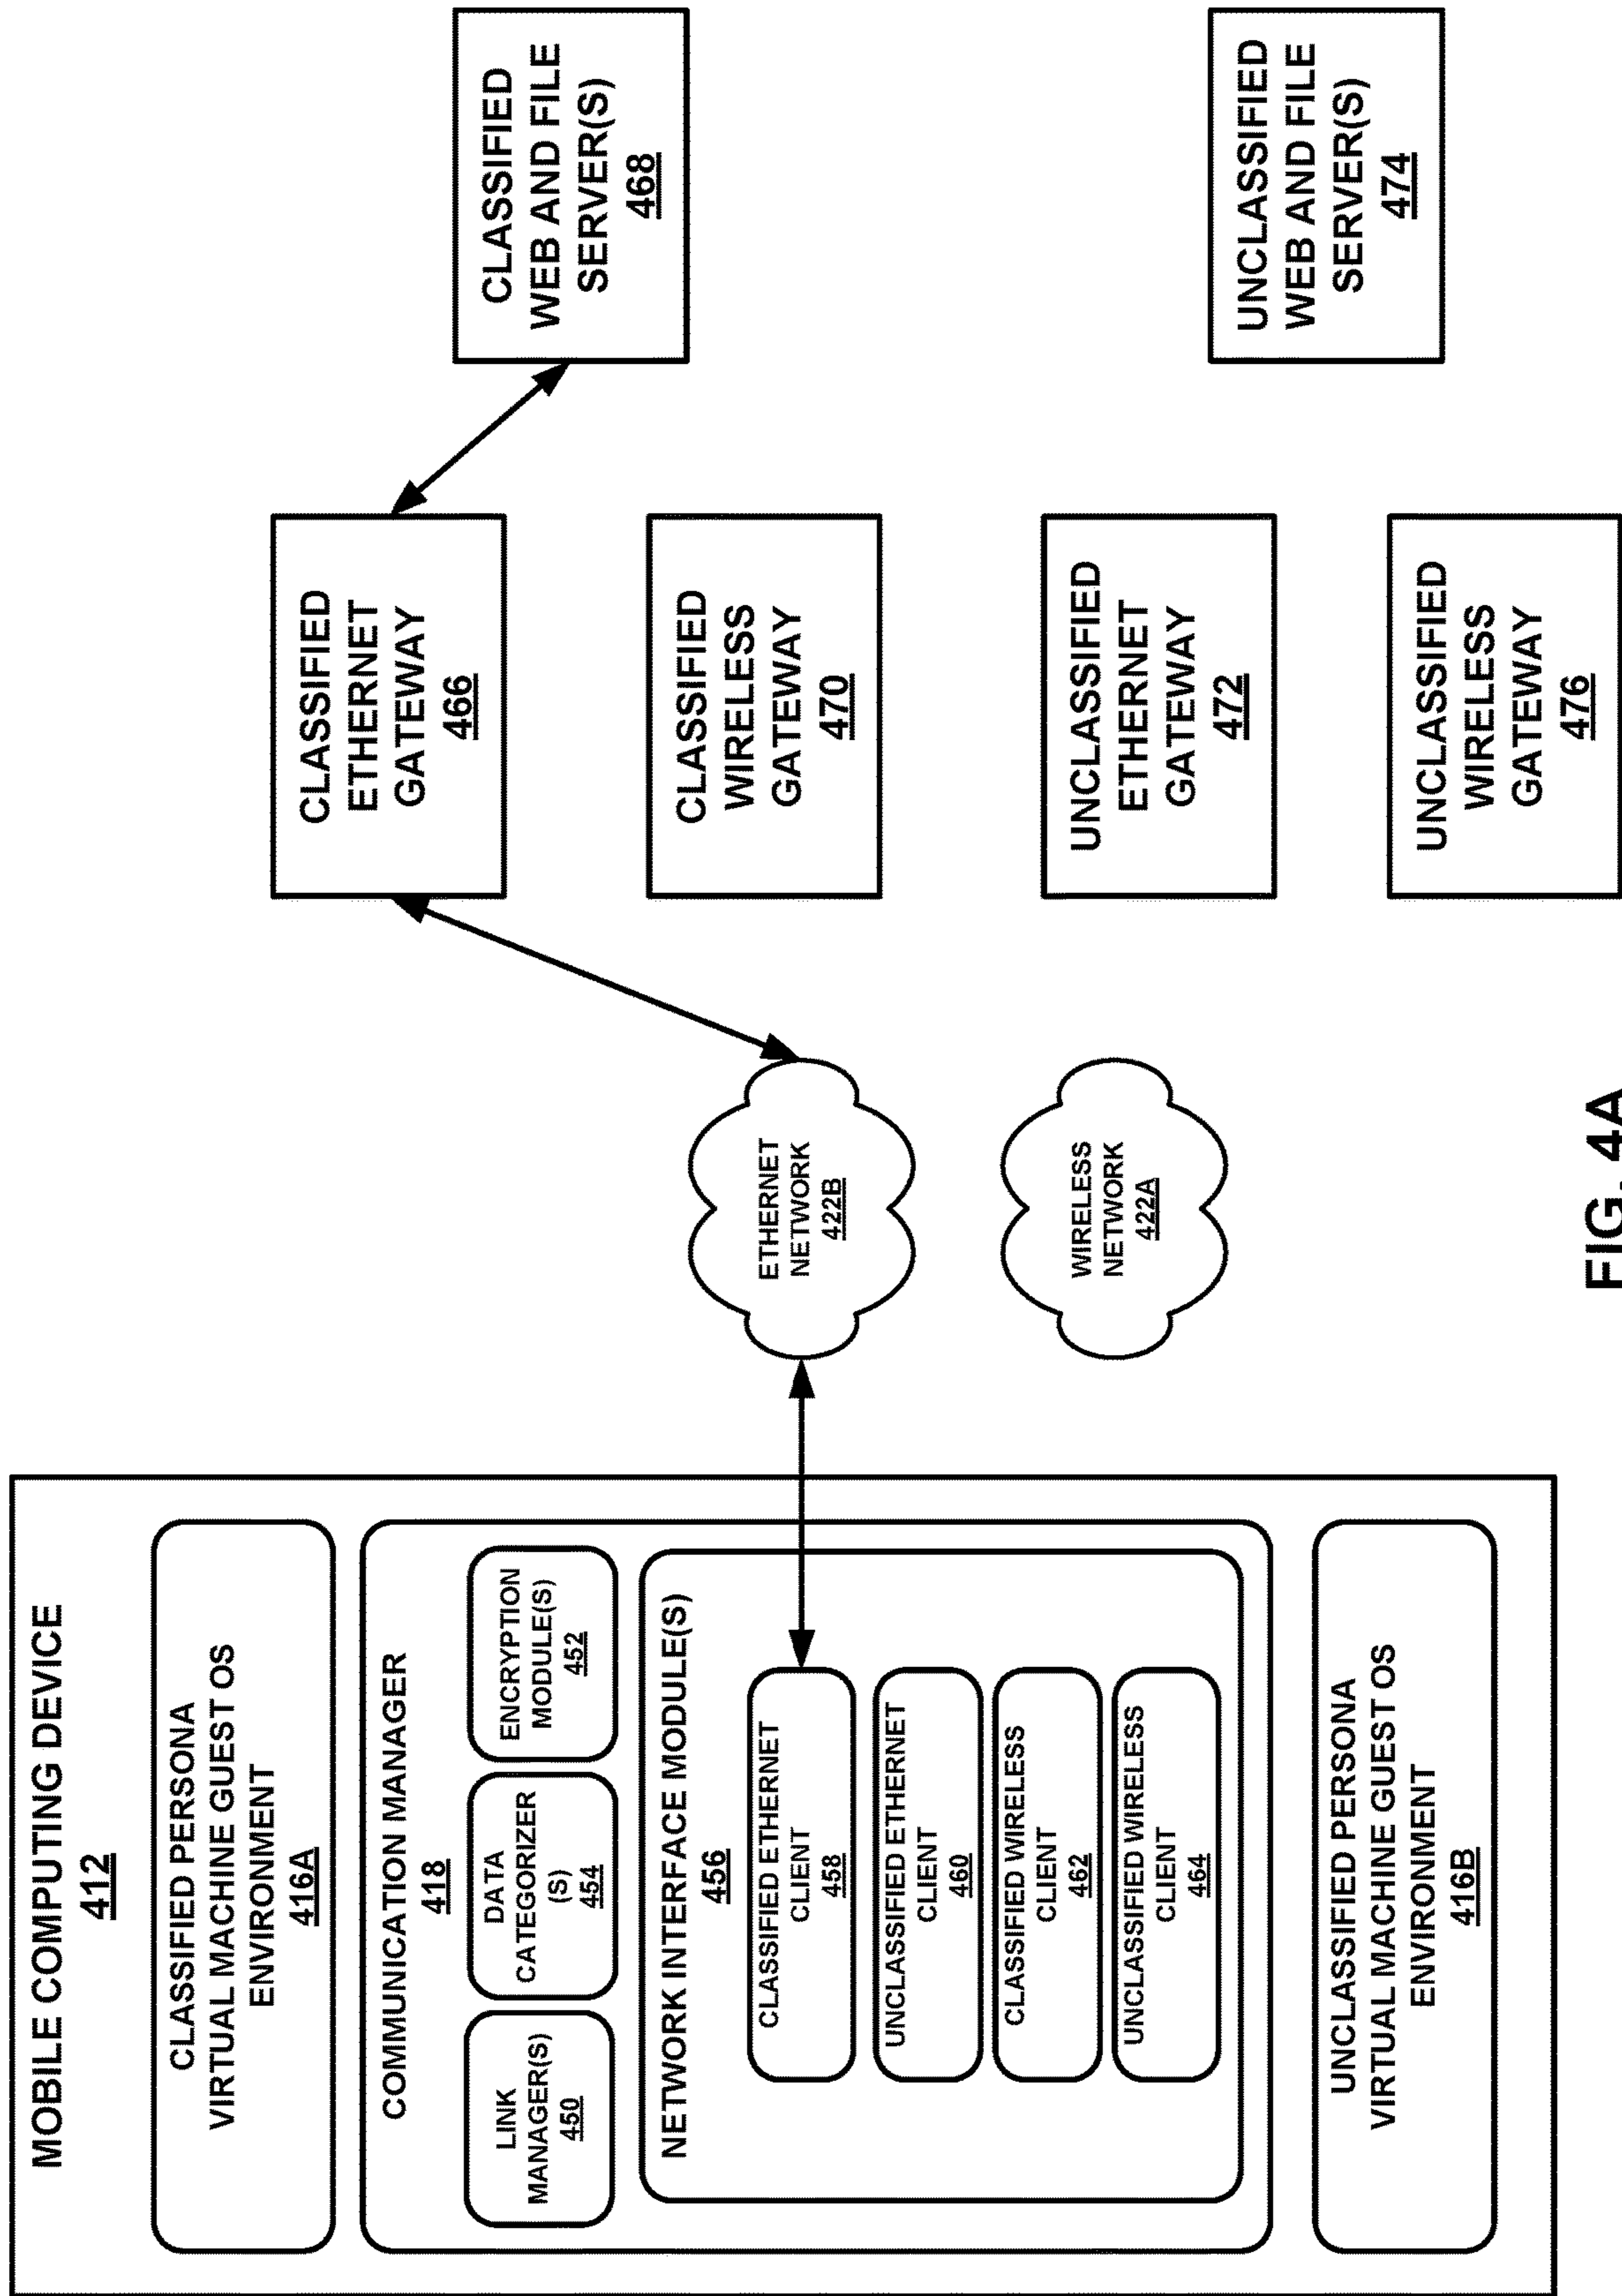 MOBILE COMPUTING DEVICE
412
CLASSIFIED PERSONA
VIRTUAL MACHINE GUEST OS
ENVIRONMENT
416A
COMMUNICATION MANAGER
418
LINK
MANAGER(S)
450
DATA
CATEGORIZER
(S)
454
ENCRYPTION
MODULE(S)
452
NETWORK INTERFACE MODULE(S)
456
CLASSIFIED ETHERNET
CLIENT
458
UNCLASSIFIED ETHERNET
CLIENT
460
CLASSIFIED WIRELESS
CLIENT
462
UNCLASSIFIED WIRELESS
CLIENT
464
UNCLASSIFIED PERSONA
VIRTUAL MACHINE GUEST OS
ENVIRONMENT
416B
ETHERNET
NETWORK
422B
WIRELESS
NETWORK
422A
CLASSIFIED
ETHERNET
GATEWAY
466
CLASSIFIED
WIRELESS
GATEWAY
470
UNCLASSIFIED
ETHERNET
GATEWAY
472
UNCLASSIFIED
WIRELESS
GATEWAY
476
CLASSIFIED
WEB AND FILE
SERVER(S)
468
UNCLASSIFIED
WEB AND FILE
SERVER(S)
474
FIG. 4A